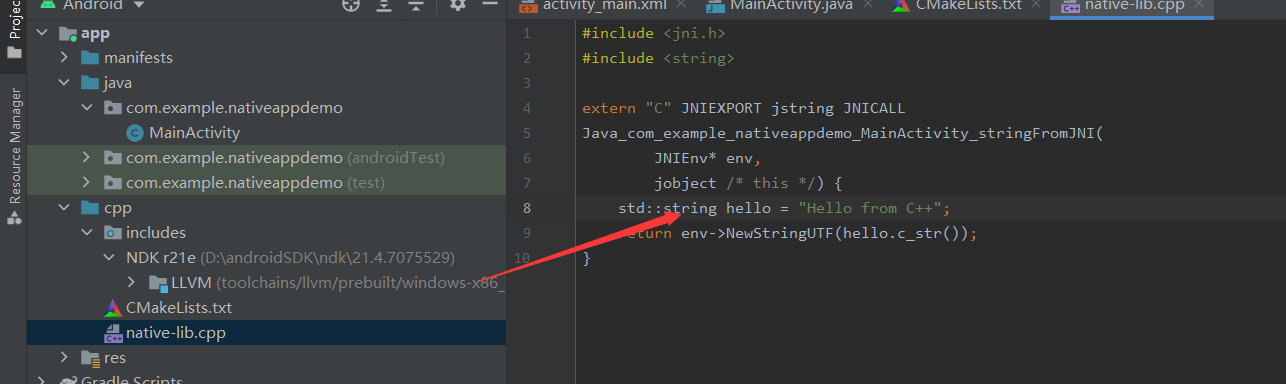 Project
Resource Manager
Android
app
manifests
java
com.example.nativeappdemo
MainActivity
com.example.nativeappdemo (androidTest)
com.example.nativeappdemo (test)
cpp
includes
NDK r21e (D:\androidSDK\ndk\21.4.7075529)
LLVM (toolchains/llvm/prebuilt/windows-x86_
CMakeLists.txt
native-lib.cpp
res
Gradle Scripts
activity_main.xml MainActivity.java CMakeLists.txt native-lib.cpp
1 #include <jni.h>
2 #include <string>
3
4 extern "C" JNIEXPORT jstring JNICALL
5 Java_com_example_nativeappdemo_MainActivity_stringFromJNI(
6 JNIEnv* env,
7 jobject /* this */) {
8 std::string hello = "Hello from C++";
9 return env->NewStringUTF(hello.c_str());
10 }